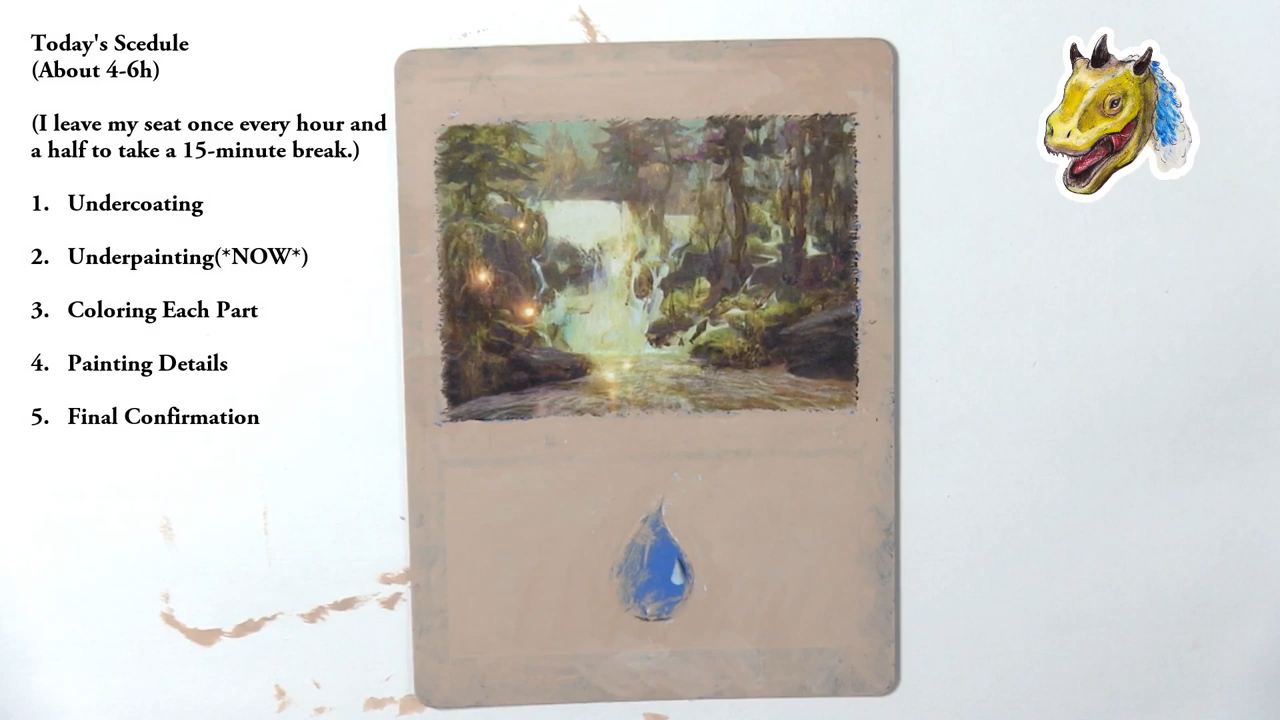 Today's Scedule
(About 4-6h)
(I leave my seat once every hour and
a half to take a 15-minute break.)
1. Undercoating
2. Underpainting(*NOW*)
3. Coloring Each Part
4. Painting Details
5. Final Confirmation